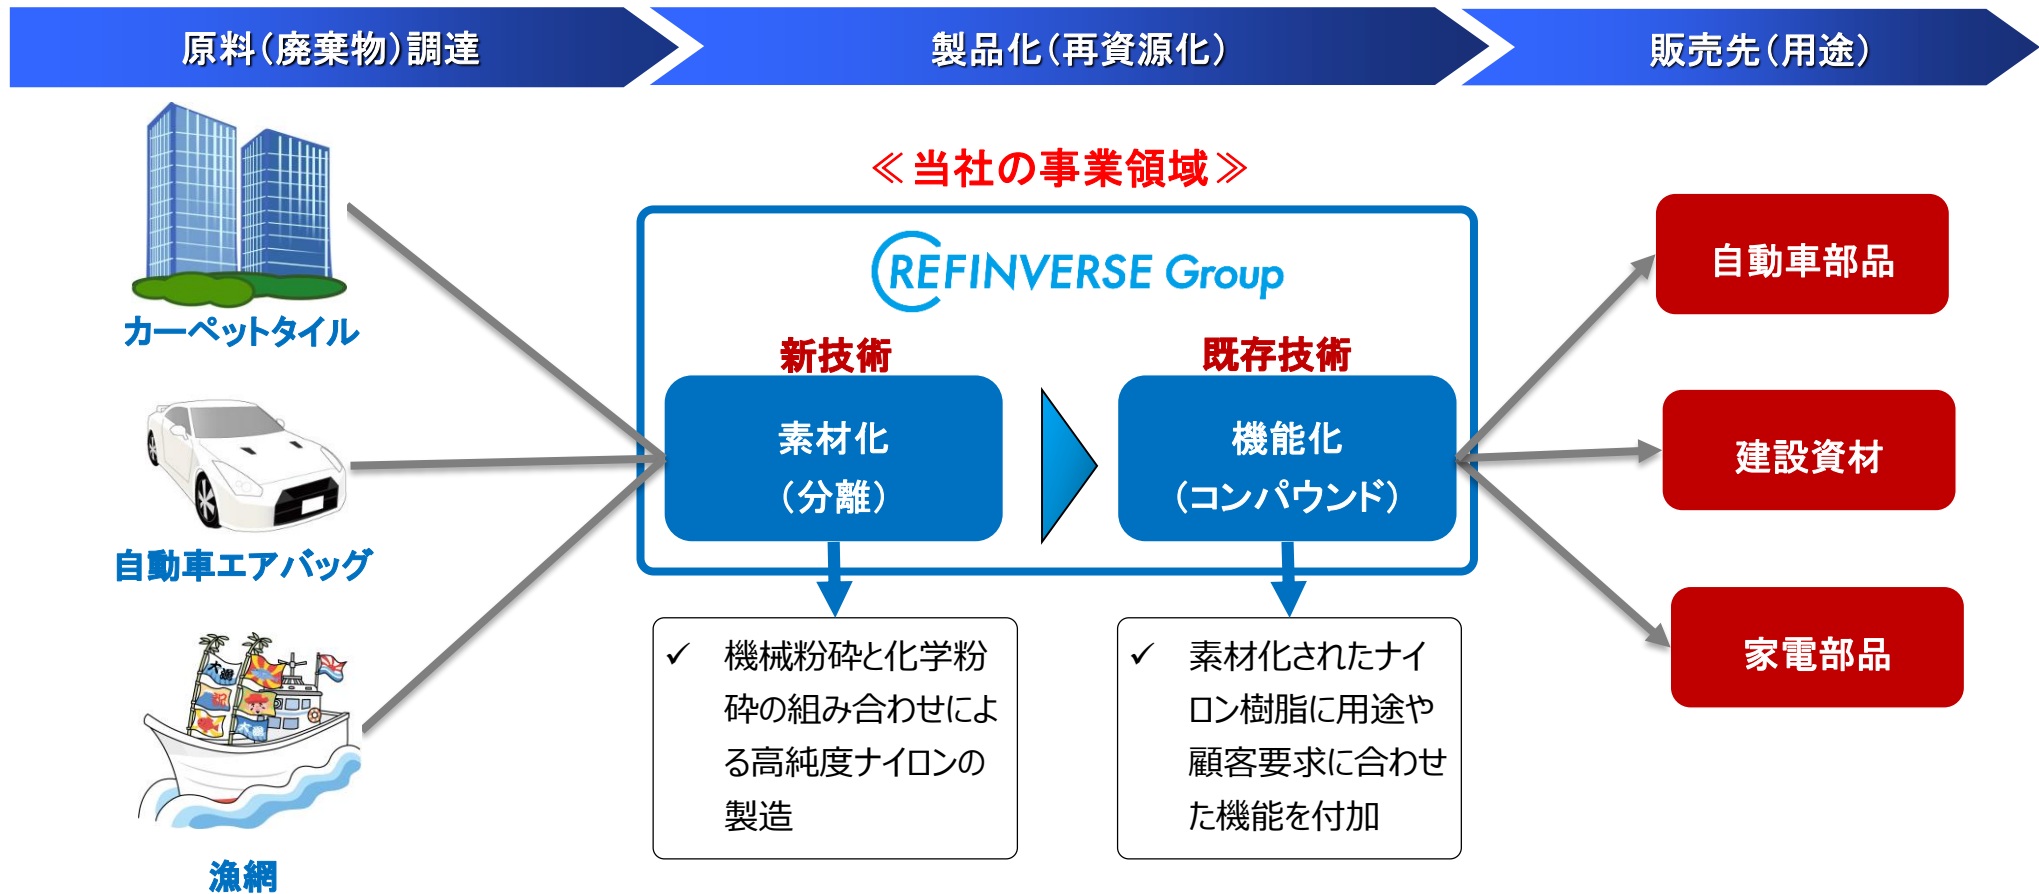 原料（廃棄物）調達
製品化（再資源化）
販売先（用途）
≪当社の事業領域≫
REFINVERSE Group
カーペットタイル
自動車エアバッグ
大漁
祝
大漁
漁網
新技術
素材化
（分離）
既存技術
機能化
（コンパウンド）
✓ 機械粉砕と化学粉
砕の組み合わせによ
る高純度ナイロンの
製造
✓ 素材化されたナイ
ロン樹脂に用途や
顧客要求に合わせ
た機能を付加
自動車部品
建設資材
家電部品